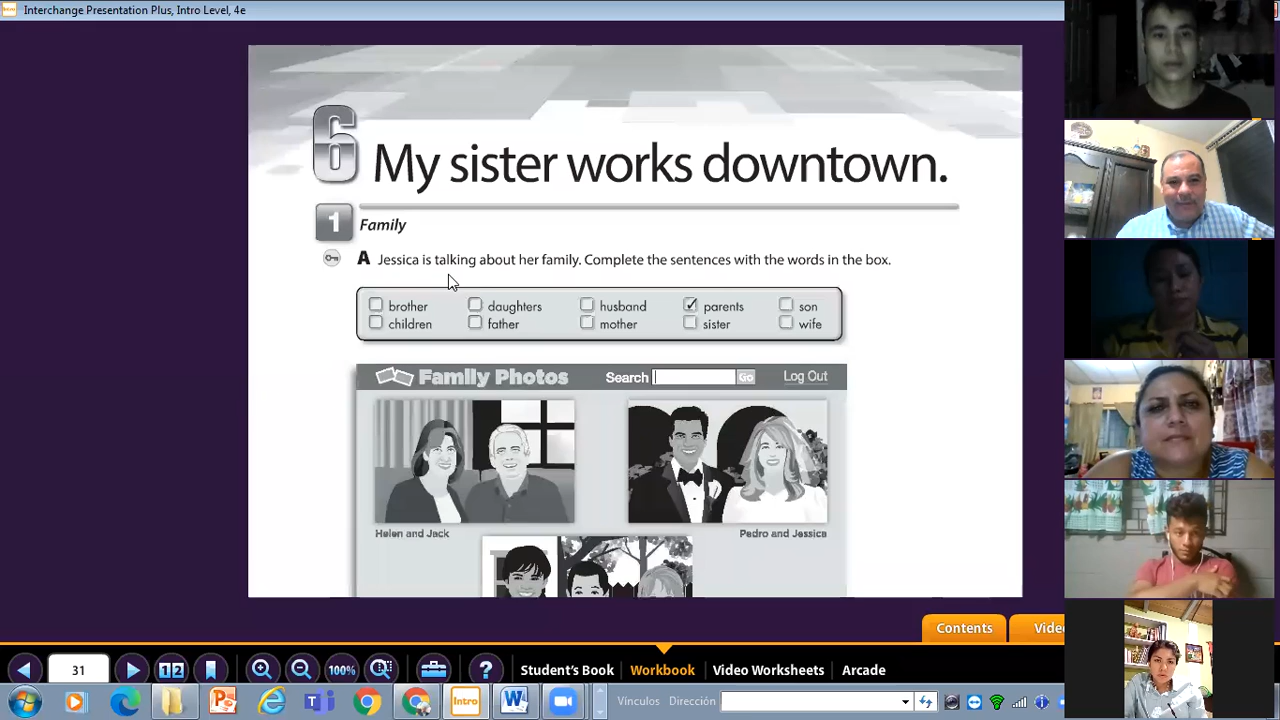 Interchange Presentation Plus, Intro Level, 4e
6
My sister works downtown.
1 Family
A Jessica is talking about her family. Complete the sentences with the words in the box.
brother daughters husband parents son
children father mother sister wife
Family Photos Search Go Log Out
Helen and Jack Pedro and Jessica
Contents
31 12 100% ? Student's Book Workbook Video Worksheets Arcade
Intro W Vínculos Dirección